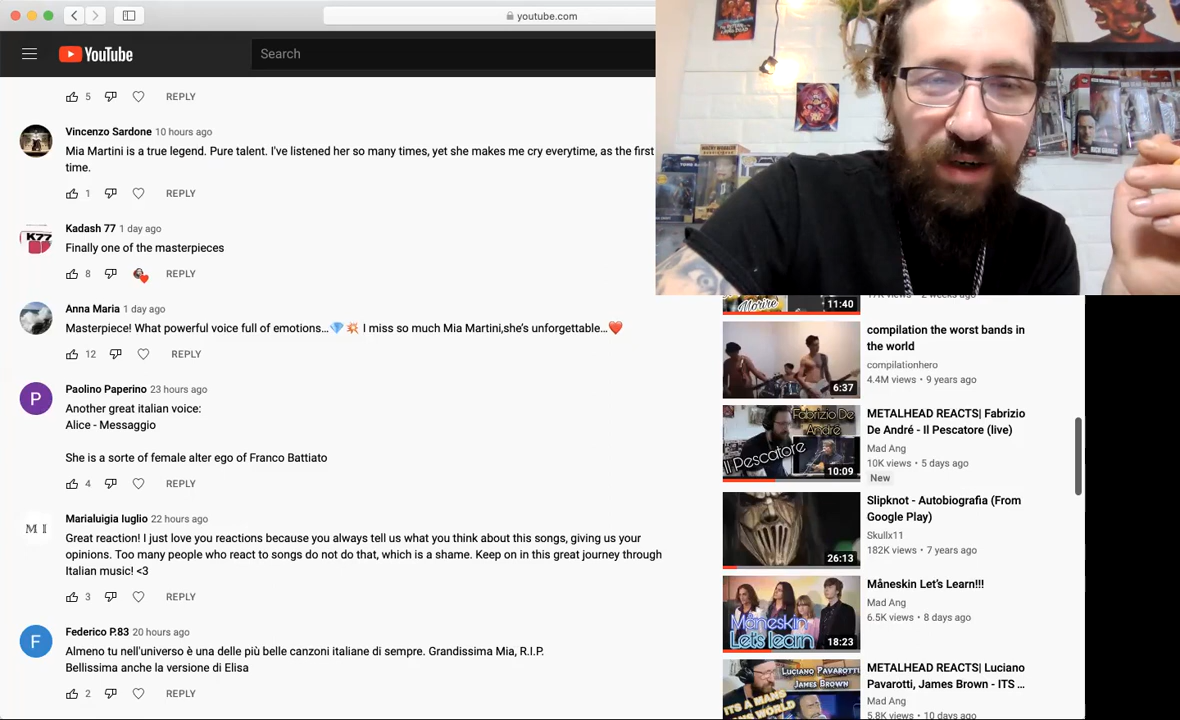 youtube.com
YouTube
Search
5
REPLY
Vincenzo Sardone 10 hours ago
Mia Martini is a true legend. Pure talent. I've listened her so many times, yet she makes me cry everytime, as the first
time.
1
REPLY
Kadash 77 1 day ago
K77
Finally one of the masterpieces
8
REPLY
Anna Maria 1 day ago
Masterpiece! What powerful voice full of emotions...💎💥 I miss so much Mia Martini,she's unforgettable...❤️
12
REPLY
Paolino Paperino 23 hours ago
P
Another great italian voice:
Alice - Messaggio
She is a sorte of female alter ego of Franco Battiato
4
REPLY
Marialuigia Iuglio 22 hours ago
M I
Great reaction! I just love you reactions because you always tell us what you think about this songs, giving us your
opinions. Too many people who react to songs do not do that, which is a shame. Keep on in this great journey through
Italian music! <3
3
REPLY
Federico P.83 20 hours ago
F
Almeno tu nell'universo è una delle più belle canzoni italiane di sempre. Grandissima Mia, R.I.P.
Bellissima anche la versione di Elisa
2
REPLY
Morire
11:40
compilation the worst bands in
the world
compilationhero
4.4M views • 9 years ago
6:37
METALHEAD REACTS| Fabrizio
De André - Il Pescatore (live)
Mad Ang
10K views • 5 days ago
New
Fabrizio De
André
Il Pescatore
10:09
Slipknot - Autobiografia (From
Google Play)
Skullx11
182K views • 7 years ago
26:13
Måneskin Let's Learn!!!
Mad Ang
6.5K views • 8 days ago
Måneskin
Let's learn
18:23
METALHEAD REACTS| Luciano
Pavarotti, James Brown - ITS ...
Mad Ang
5.8K views • 10 days ago
Luciano Pavarotti
James Brown
ITS A MANS